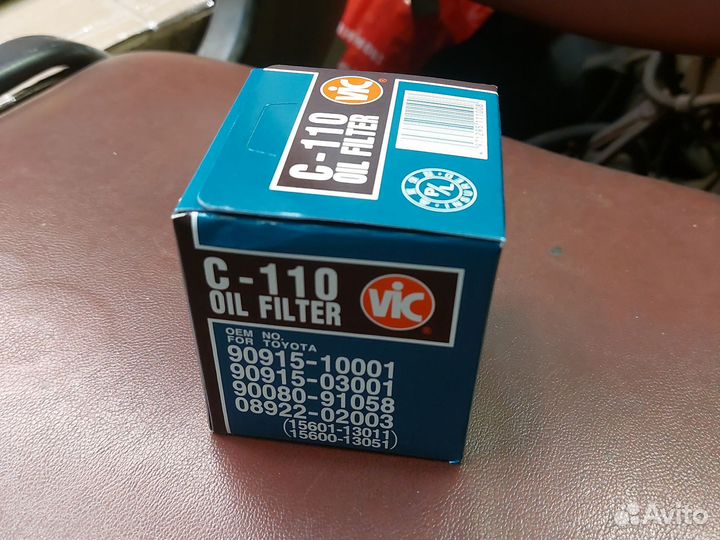 C-110
OIL FILTER
VIC
®
C-110
OIL FILTER
VIC
®
OEM NO.
FOR TOYOTA
90915-10001
90915-03001
90080-91058
08922-02003
(15601-13011)
(15600-13051)
Avito